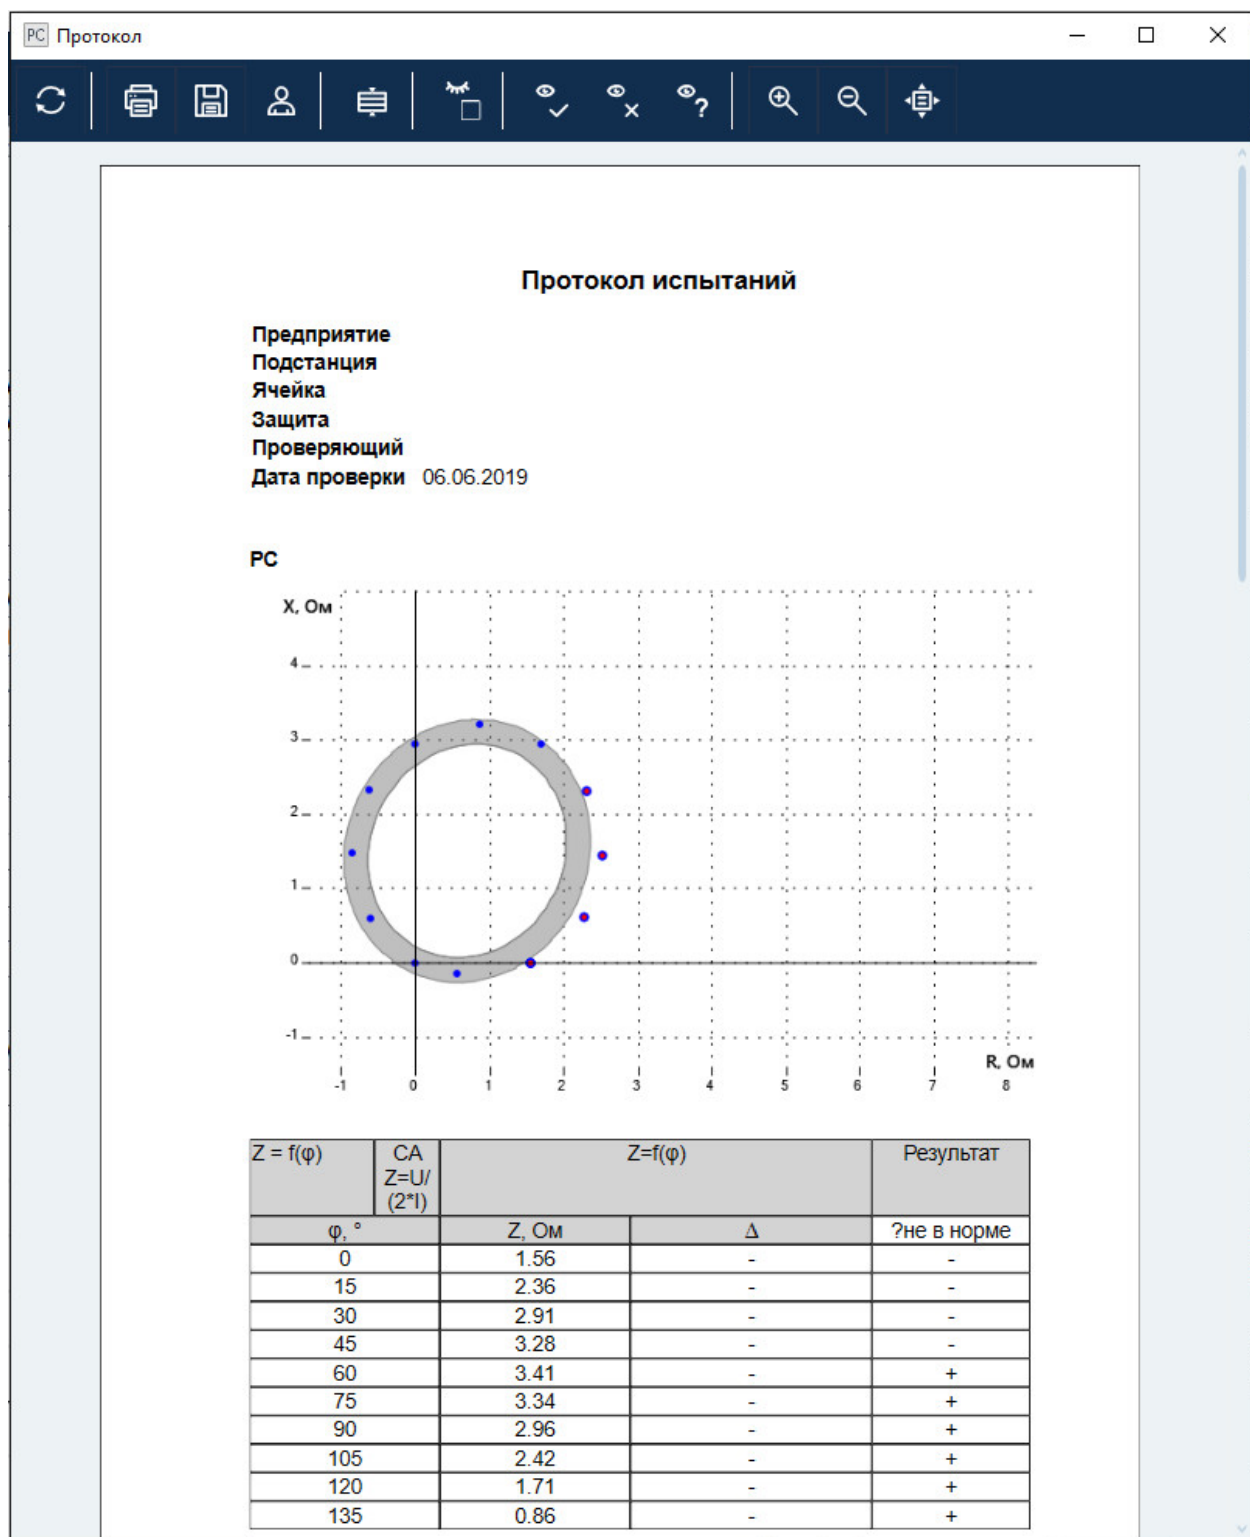 PC Протокол
Протокол испытаний
Предприятие
Подстанция
Ячейка
Защита
Проверяющий
Дата проверки 06.06.2019
РС
X, Ом
4
3
2
1
0
-1
R, Ом
-1 0 1 2 3 4 5 6 7 8
Z = f(φ) CA Z=f(φ) Результат
Z=U/
(2*I)
φ, ° Z, Ом Δ ?не в норме
0 1.56 - -
15 2.36 - -
30 2.91 - -
45 3.28 - -
60 3.41 - +
75 3.34 - +
90 2.96 - +
105 2.42 - +
120 1.71 - +
135 0.86 - +